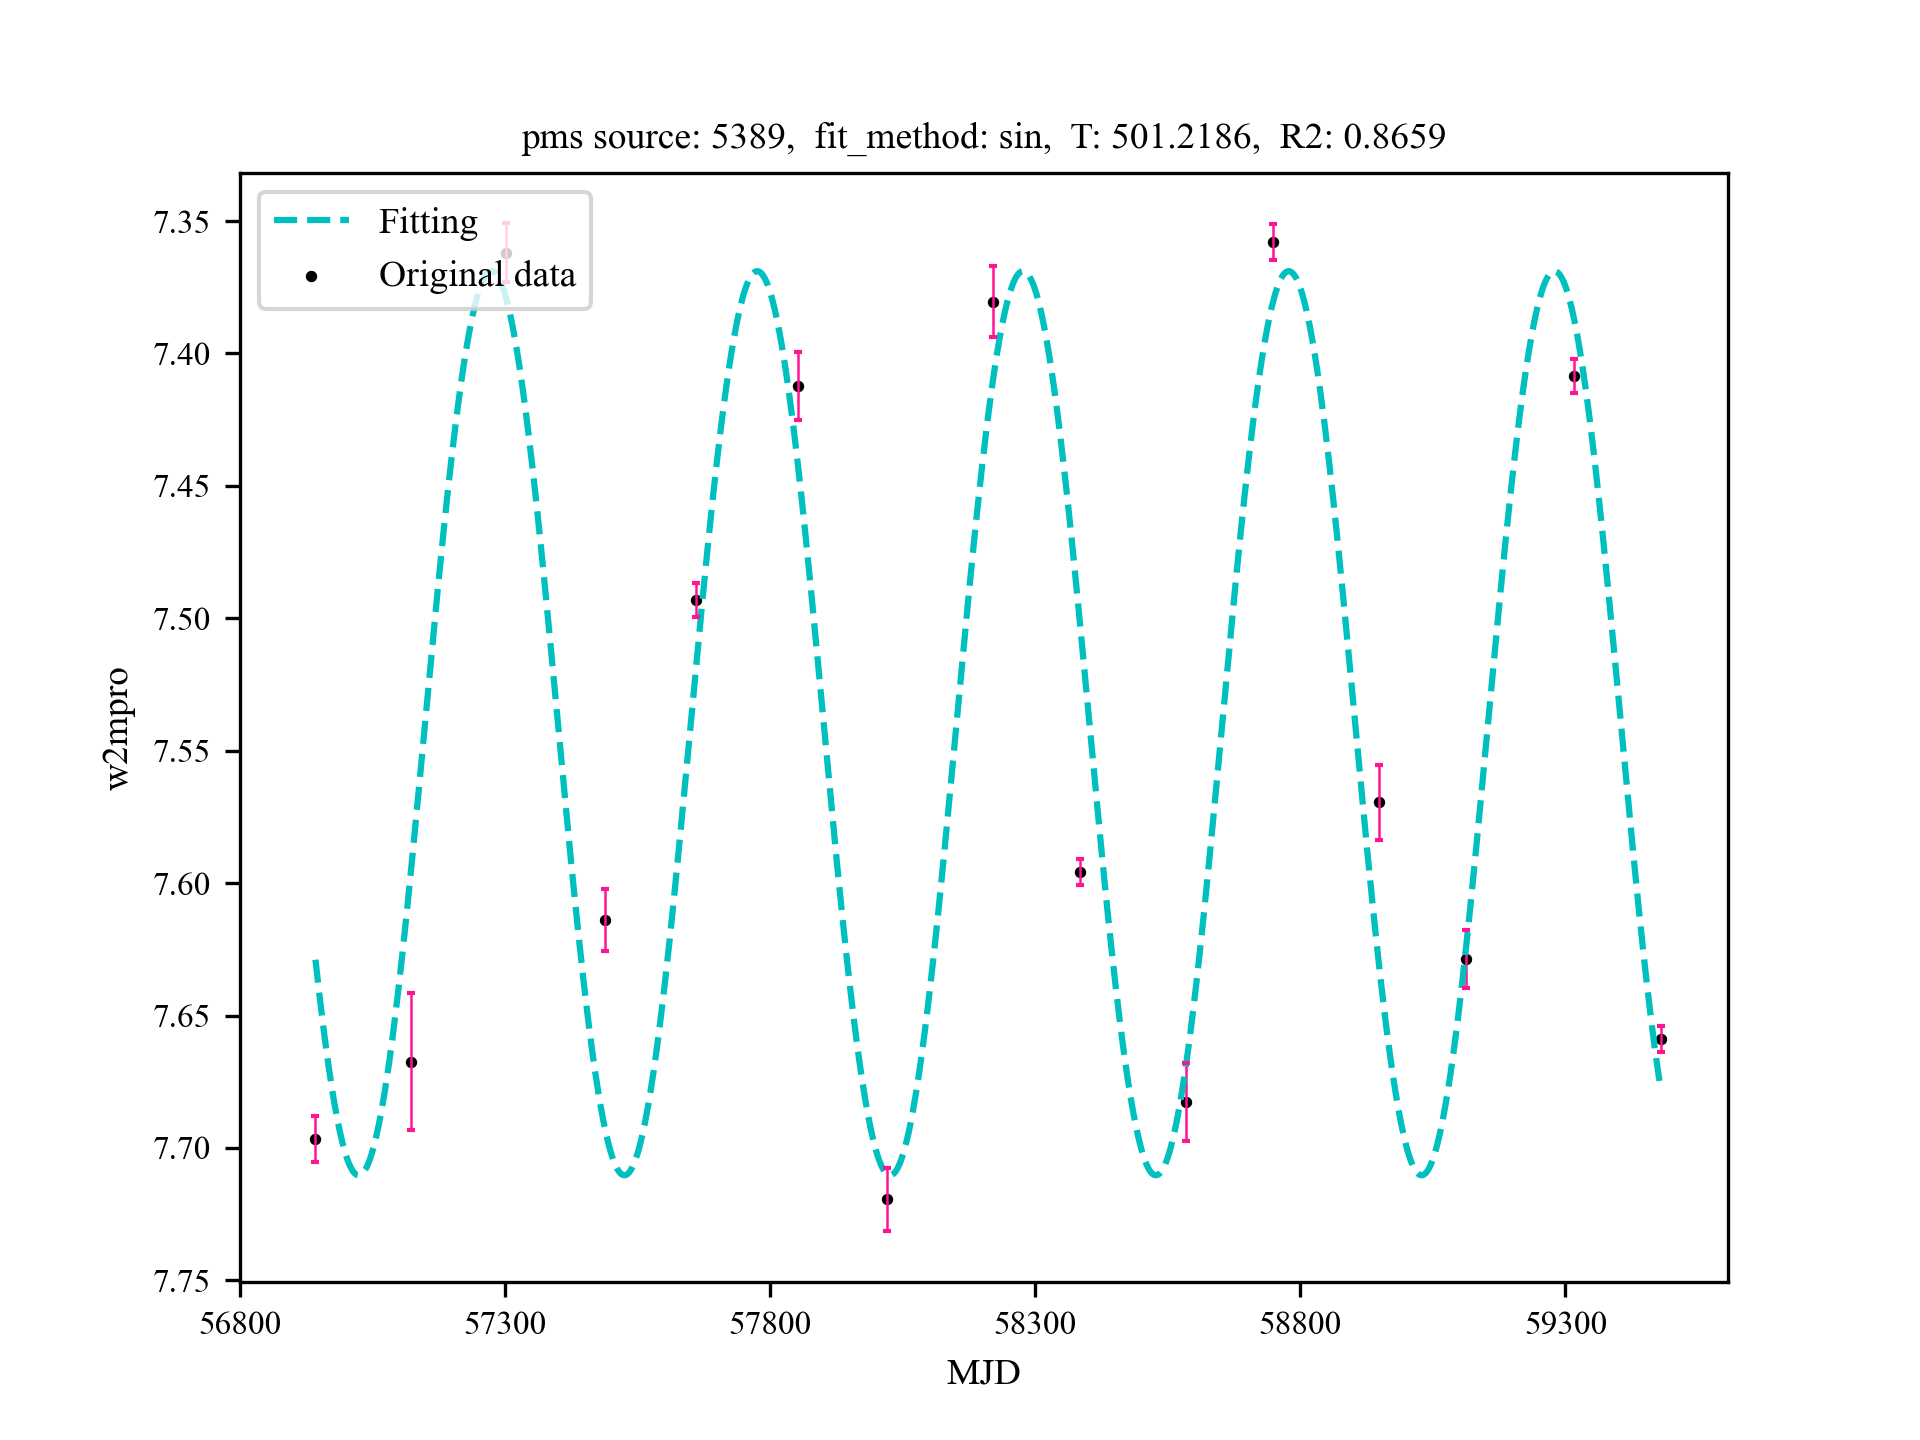 pms source: 5389, fit_method: sin, T: 501.2186, R2: 0.8659
Fitting
Original data
7.35
7.40
7.45
7.50
7.55
7.60
7.65
7.70
7.75
w2mpro
56800 57300 57800 58300 58800 59300
MJD